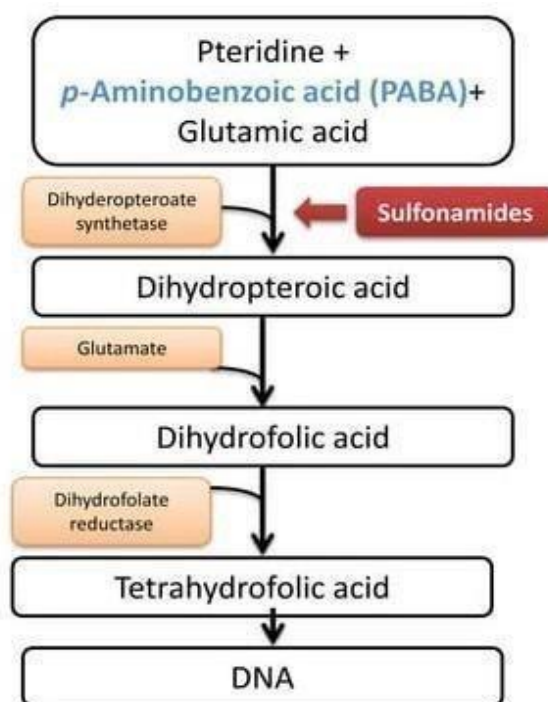 Pteridine +
p-Aminobenzoic acid (PABA)+
Glutamic acid
Dihyderopteroate
synthetase
Sulfonamides
Dihydropteroic acid
Glutamate
Dihydrofolic acid
Dihydrofolate
reductase
Tetrahydrofolic acid
DNA